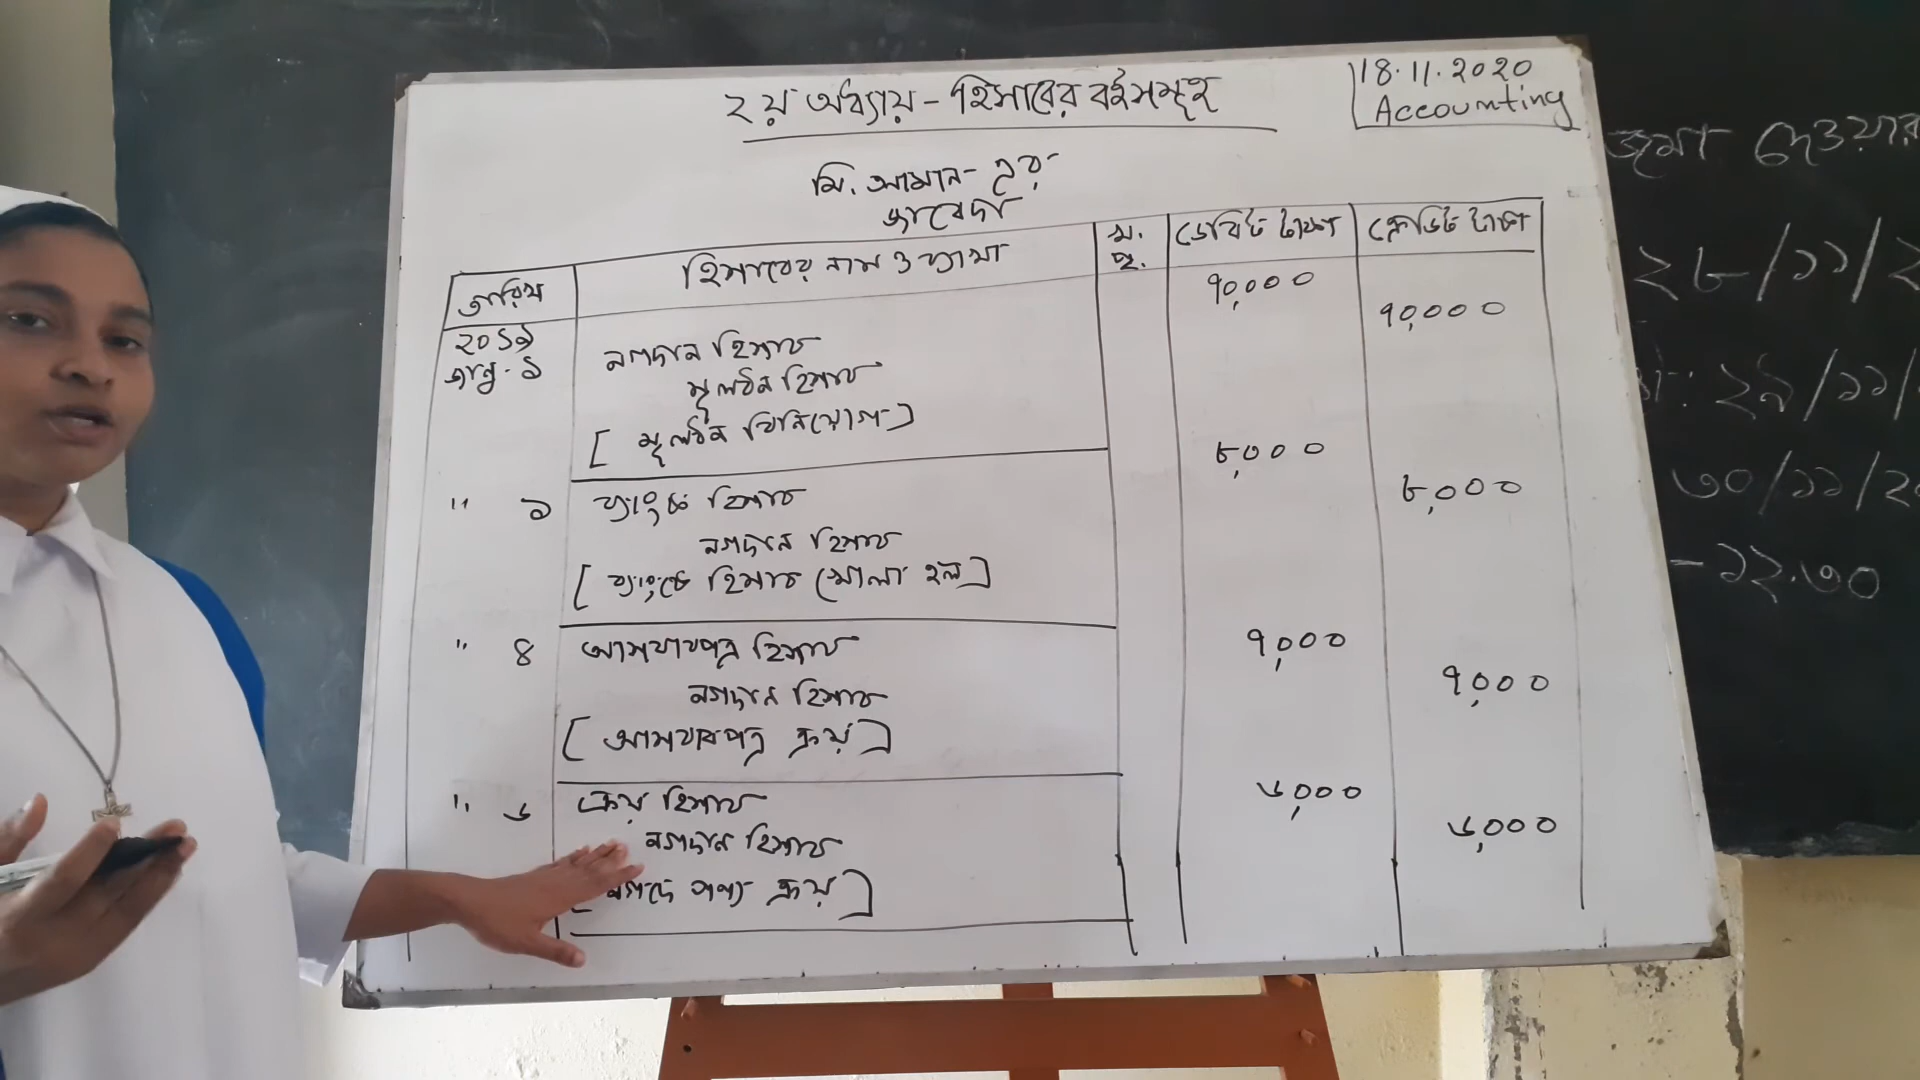 ২য় অধ্যায় - হিসাবের বইসমূহ
18.11.2020
Accounting
মি. আমান-এর
জাবেদা
তারিখ হিসাবের নাম ও ব্যাখ্যা খ. পৃ. ডেবিট টাকা ক্রেডিট টাকা
২০১৯
জানু - ১ নগদান হিসাব ৭০,০০০
মূলধন হিসাব ৭০,০০০
[ মূলধন বিনিয়োগ ]
" ১ ব্যাংক হিসাব ৮,০০০
নগদান হিসাব ৮,০০০
[ ব্যাংকে হিসাব খোলা হল ]
" ৪ আসবাবপত্র হিসাব ৭,০০০
নগদান হিসাব ৭,০০০
[ আসবাবপত্র ক্রয় ]
" ৬ ক্রয় হিসাব ৬,০০০
নগদান হিসাব ৬,০০০
[ নগদে পণ্য ক্রয় ]
জমা দেওয়ার
২৮/১১/২
: ২৯/১১/
৩০/১১/২০
- ১২.৩০